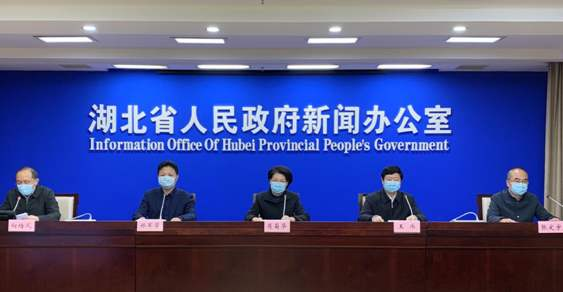 湖北省人民政府新闻办公室
Information Office Of Hubei Provincial People's Government